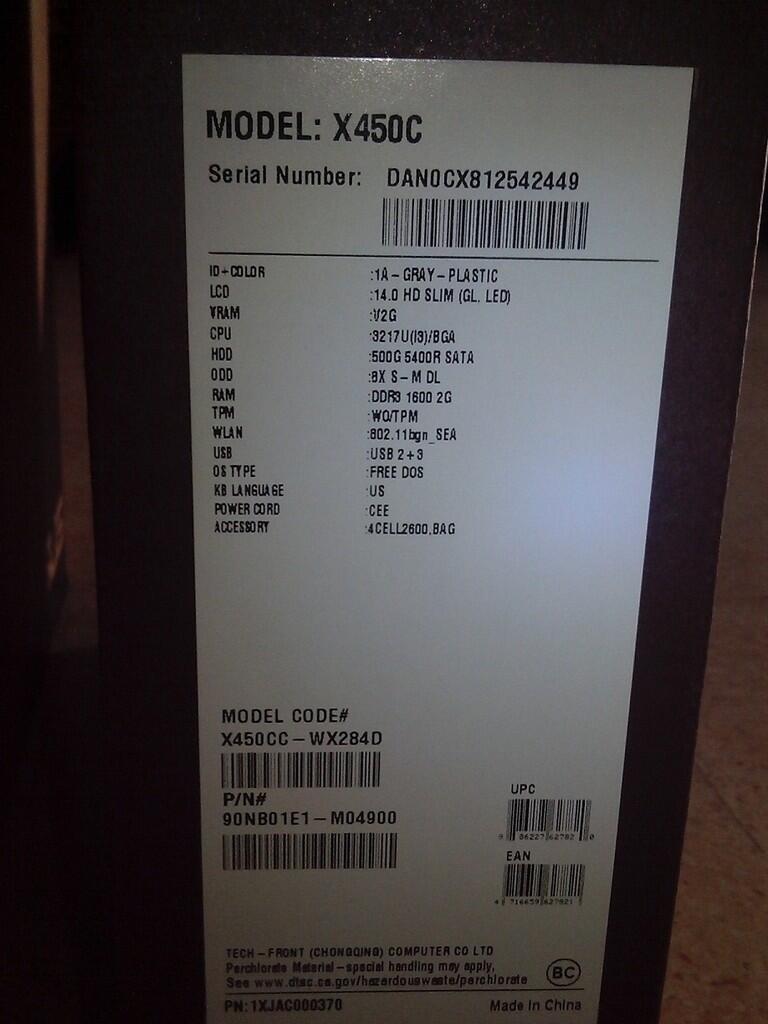 MODEL: X450C
Serial Number: DAN0CX812542449
ID+COLOR :1A-GRAY-PLASTIC
LCD :14.0 HD SLIM (GL, LED)
VRAM :V2G
CPU :3217U(I3)/BGA
HDD :500G 5400R SATA
ODD :8X S-M DL
RAM :DDR3 1600 2G
TPM :WO/TPM
WLAN :802.11bgn_SEA
USB :USB 2+3
OS TYPE :FREE DOS
KB LANGUAGE :US
POWER CORD :CEE
ACCESSORY :4CELL2600,BAG
MODEL CODE#
X450CC-WX284D
P/N#
90NB01E1-M04900
UPC
EAN
4 716659 627821
TECH-FRONT (CHONGQING) COMPUTER CO LTD
Perchlorate Material-special handling may apply,
See www.dtsc.ca.gov/hazardouswaste/perchlorate
BC
PN:1XJAC000370
Made In China